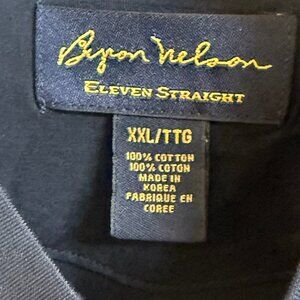 Byron Nelson
ELEVEN STRAIGHT
XXL/TTG
100% COTTON
100% COTON
MADE IN
KOREA
FABRIQUE EN
COREE